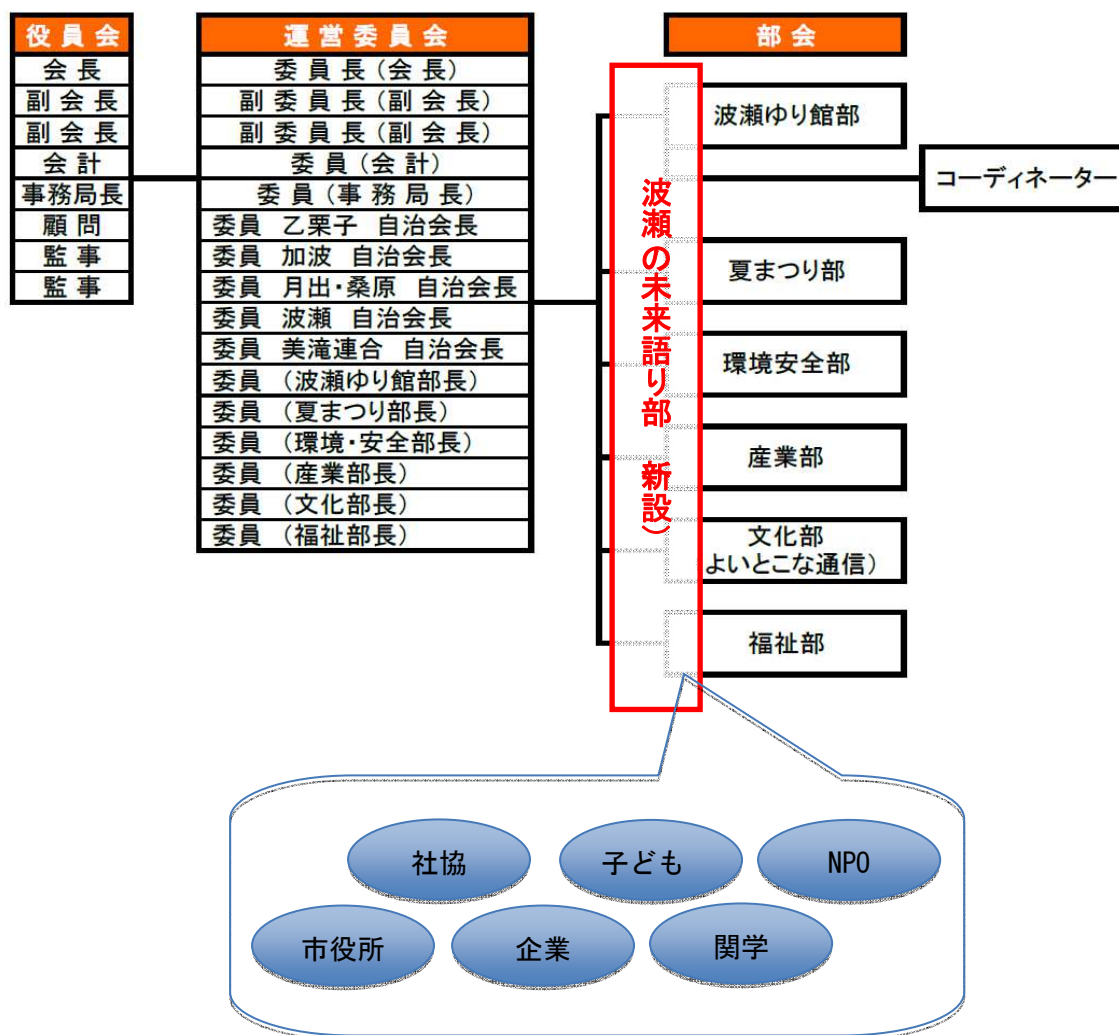 役員会
会長
副会長
副会長
会計
事務局長
顧問
監事
監事
運営委員会
委員長（会長）
副委員長（副会長）
副委員長（副会長）
委員（会計）
委員（事務局長）
委員 乙栗子 自治会長
委員 加波 自治会長
委員 月出・桑原 自治会長
委員 波瀬 自治会長
委員 美滝連合 自治会長
委員 （波瀬ゆり館部長）
委員 （夏まつり部長）
委員 （環境・安全部長）
委員 （産業部長）
委員 （文化部長）
委員 （福祉部長）
部会
波瀬ゆり館部
コーディネーター
夏まつり部
環境安全部
産業部
文化部
よいとこな通信）
福祉部
波瀬の未来語り部 新設）
社協
子ども
NPO
市役所
企業
関学